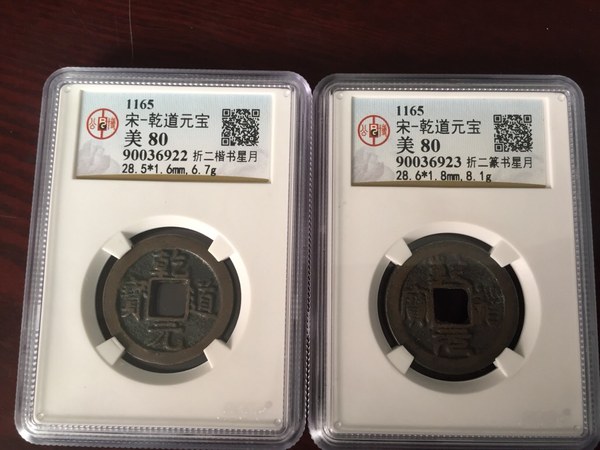 1165
宋-乾道元宝
美 80
90036922 折二楷书星月
28.5*1.6mm,6.7g
乾
寶 道
元
1165
宋-乾道元宝
美 80
90036923 折二篆书星月
28.6*1.8mm,8.1g